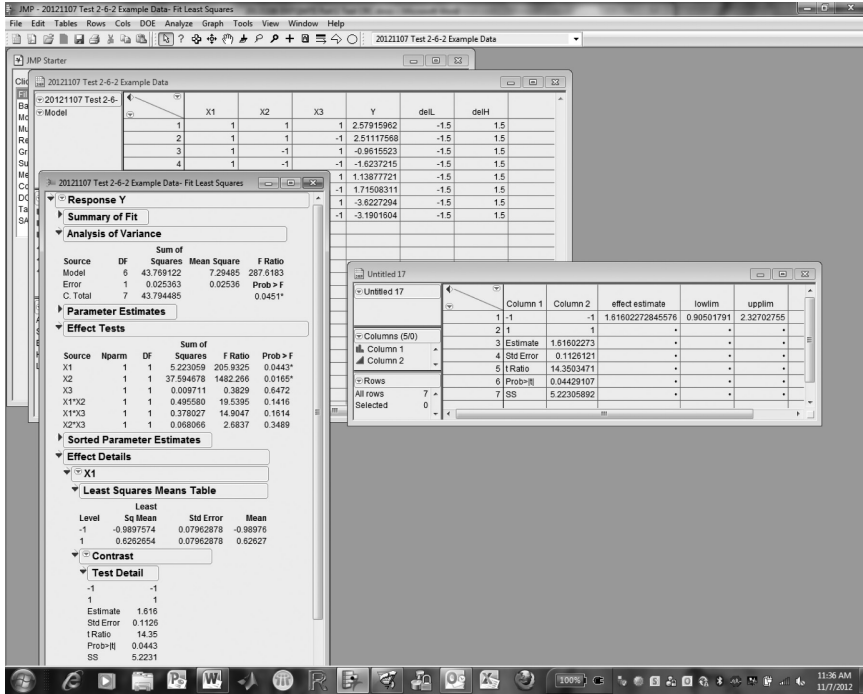 JMP - 20121107 Test 2-6-2 Example Data- Fit Least Squares
File Edit Tables Rows Cols DOE Analyze Graph Tools View Window Help
20121107 Test 2-6-2 Example Data
JMP Starter
20121107 Test 2-6-2 Example Data
20121107 Test 2-6-
Model
X1 X2 X3 Y delL delH
1 1 1 1 2.57915962 -1.5 1.5
2 1 1 -1 2.51117568 -1.5 1.5
3 1 -1 1 -0.9615523 -1.5 1.5
4 1 -1 -1 -1.6237215 -1.5 1.5
1 1.13877721 -1.5 1.5
-1 1.71508311 -1.5 1.5
1 -3.6227294 -1.5 1.5
-1 -3.1901604 -1.5 1.5
20121107 Test 2-6-2 Example Data- Fit Least Squares
Response Y
Summary of Fit
Analysis of Variance
Sum of
Source DF Squares Mean Square F Ratio
Model 6 43.769122 7.29485 287.6183
Error 1 0.025363 0.02536 Prob > F
C. Total 7 43.794485 0.0451*
Parameter Estimates
Effect Tests
Sum of
Source Nparm DF Squares F Ratio Prob > F
X1 1 1 5.223059 205.9325 0.0443*
X2 1 1 37.594678 1482.266 0.0165*
X3 1 1 0.009711 0.3829 0.6472
X1*X2 1 1 0.495580 19.5395 0.1416
X1*X3 1 1 0.378027 14.9047 0.1614
X2*X3 1 1 0.068066 2.6837 0.3489
Sorted Parameter Estimates
Effect Details
X1
Least Squares Means Table
Least
Level Sq Mean Std Error Mean
-1 -0.9897574 0.07962878 -0.98976
1 0.6262654 0.07962878 0.62627
Contrast
Test Detail
-1 -1
1 1
Estimate 1.616
Std Error 0.1126
t Ratio 14.35
Prob>|t| 0.0443
SS 5.2231
Untitled 17
Untitled 17
Columns (5/0)
Column 1
Column 2
Rows
All rows 7
Selected 0
Column 1 Column 2 effect estimate lowlim upplim
1 -1 -1 1.61602272845576 0.90501791 2.32702755
2 1 1 • • •
3 Estimate 1.61602273 • • •
4 Std Error 0.1126121 • • •
5 t Ratio 14.3503471 • • •
6 Prob>|t| 0.04429107 • • •
7 SS 5.22305892 • • •
100%
11:36 AM
11/7/2012